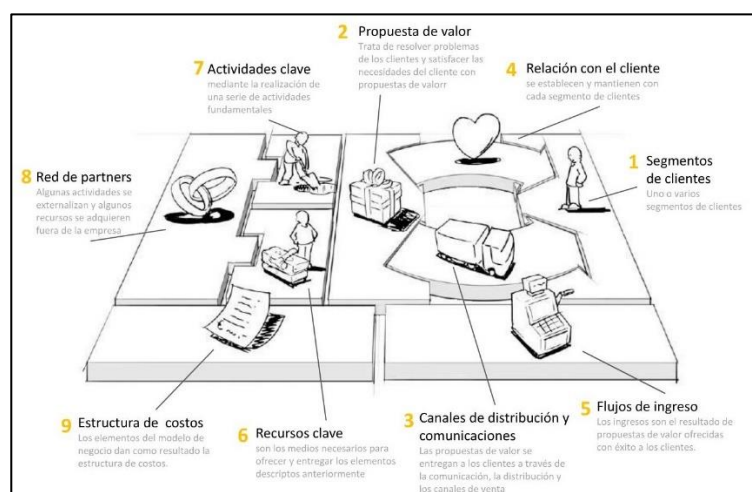 2 Propuesta de valor
Trata de resolver problemas
de los clientes y satisfacer las
necesidades del cliente con
propuestas de valorr
7 Actividades clave
mediante la realización de
una serie de actividades
fundamentales
4 Relación con el cliente
se establecen y mantienen con
cada segmento de clientes
8 Red de partners
Algunas actividades se
externalizan y algunos
recursos se adquieren
fuera de la empresa
1 Segmentos
de clientes
Uno o varios
segmentos de clientes
9 Estructura de costos
Los elementos del modelo de
negocio dan como resultado la
estructura de costos.
6 Recursos clave
son los medios necesarios para
ofrecer y entregar los elementos
descriptos anteriormente
3 Canales de distribución y
comunicaciones
Las propuestas de valor se
entregan a los clientes a través de
la comunicación, la distribución y
los canales de venta
5 Flujos de ingreso
Los ingresos son el resultado de
propuestas de valor ofrecidas
con éxito a los clientes.